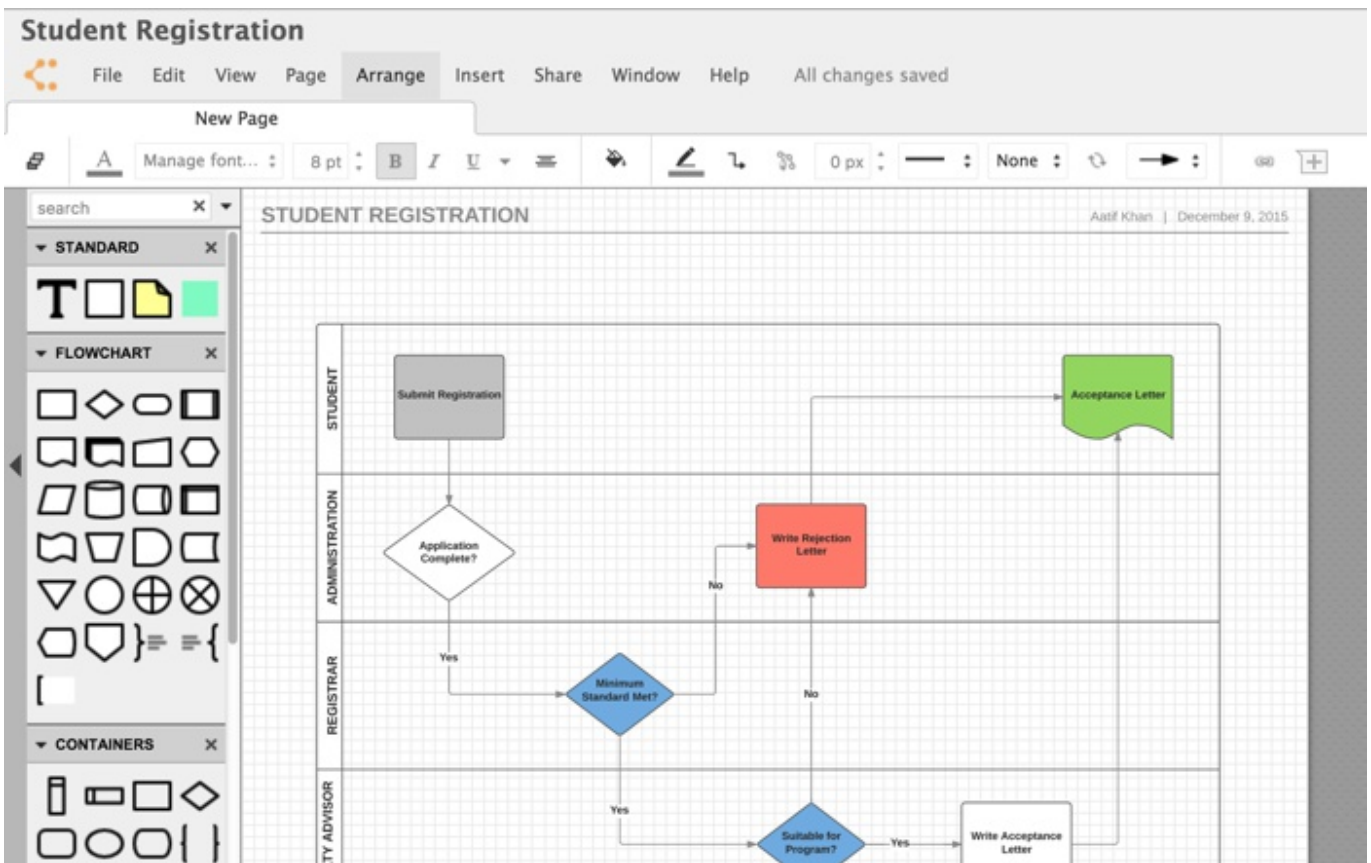 Student Registration
File Edit View Page Arrange Insert Share Window Help All changes saved
New Page
A Manage font... 8 pt B I U 0 px None
search
STANDARD
T
FLOWCHART
CONTAINERS
STUDENT REGISTRATION
Aatif Khan | December 9, 2015
STUDENT
Submit Registration
Acceptance Letter
ADMINISTRATION
Application
Complete?
Write Rejection
Letter
No
REGISTRAR
Yes
Minimum
Standard Met?
No
TY ADVISOR
Yes
Suitable for
Program?
Yes
Write Acceptance
Letter